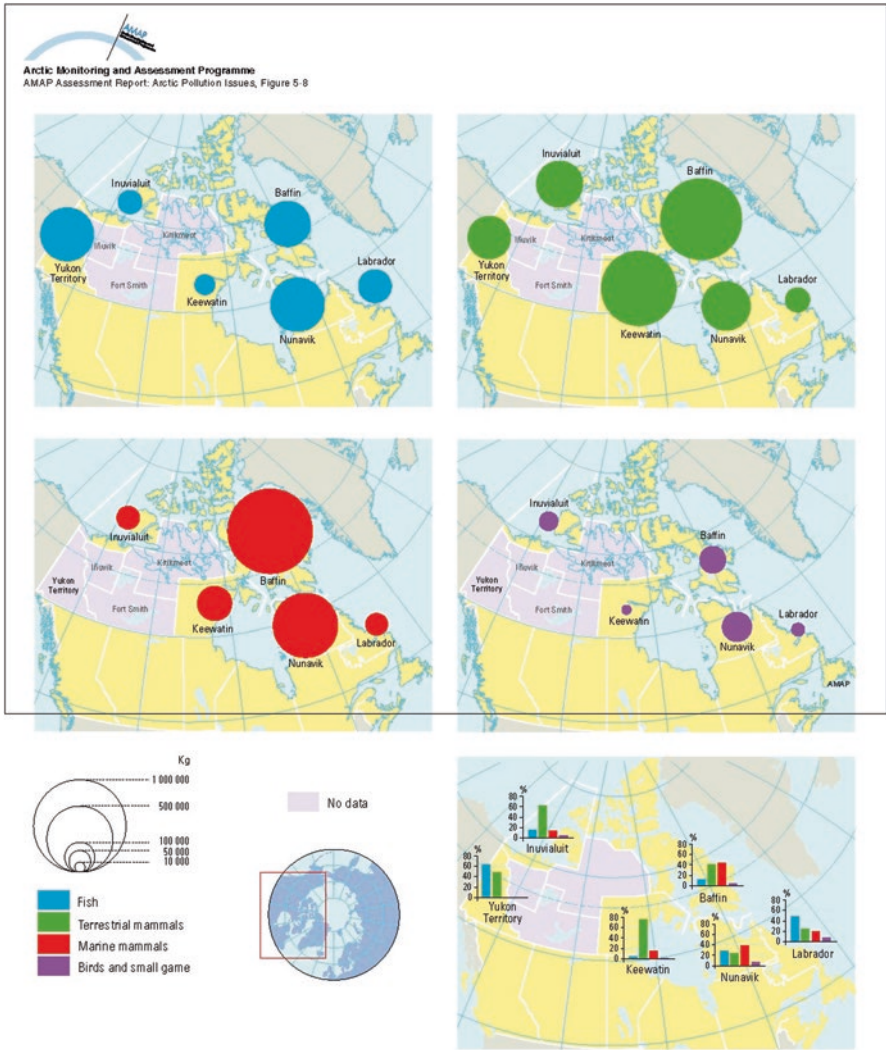 AMAP
Arctic Monitoring and Assessment Programme
AMAP Assessment Report: Arctic Pollution Issues, Figure 5-8
Inuvialuit
Baffin
Inuvik
Kitikmeot
Labrador
Yukon
Territory
Fort Smith
Keewatin
Nunavik
Inuvialuit
Baffin
Inuvik
Kitikmeot
Yukon
Territory
Fort Smith
Labrador
Keewatin
Nunavik
Inuvialuit
Inuvik
Kitikmeot
Yukon
Territory
Baffin
Fort Smith
Keewatin
Labrador
Nunavik
Inuvialuit
Baffin
Inuvik
Kitikmeot
Yukon
Territory
Fort Smith
Keewatin
Labrador
Nunavik
AMAP
Kg
1 000 000
500 000
100 000
50 000
10 000
No data
Fish
Terrestrial mammals
Marine mammals
Birds and small game
%
80
60
40
20
0
Inuvialuit
%
80
60
40
20
0
Yukon
Territory
%
80
60
40
20
0
Baffin
%
80
60
40
20
0
Keewatin
%
80
60
40
20
0
Nunavik
%
80
60
40
20
0
Labrador